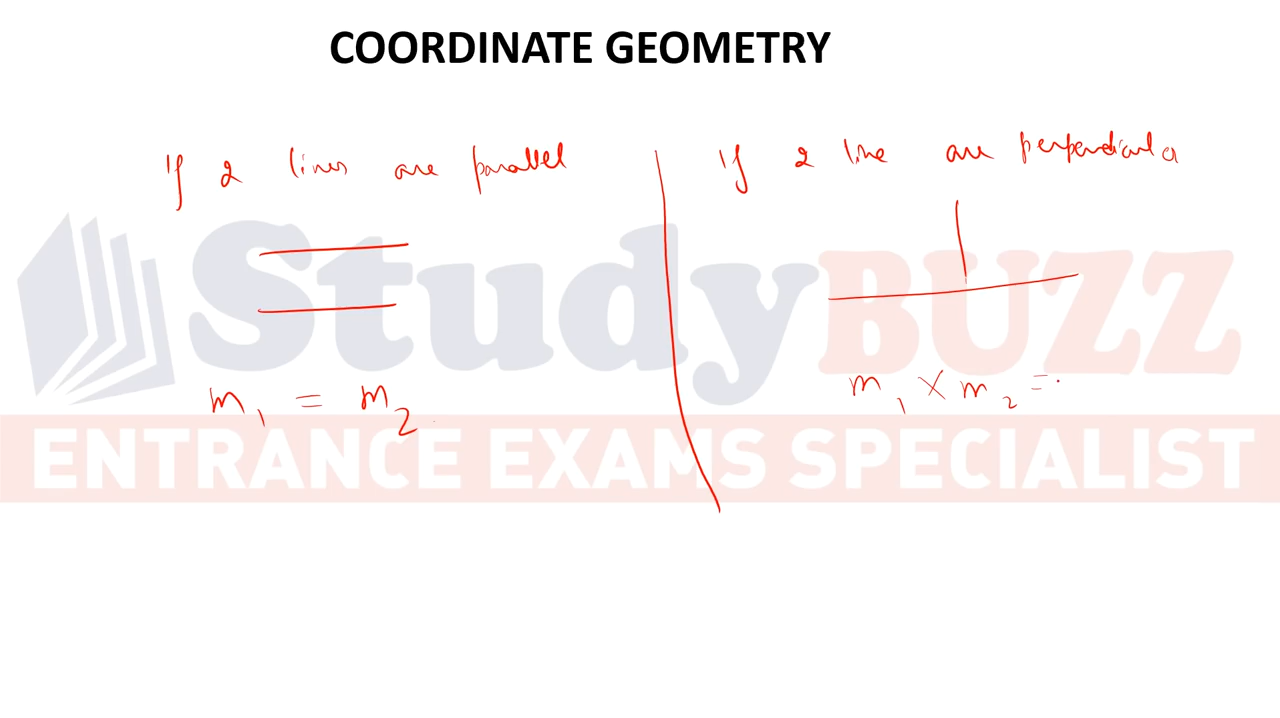 COORDINATE GEOMETRY
If 2 lines are parallel
m1 = m2
If 2 line are perpendicula
m1 × m2 =
StudyBUZZ
ENTRANCE EXAMS SPECIALIST